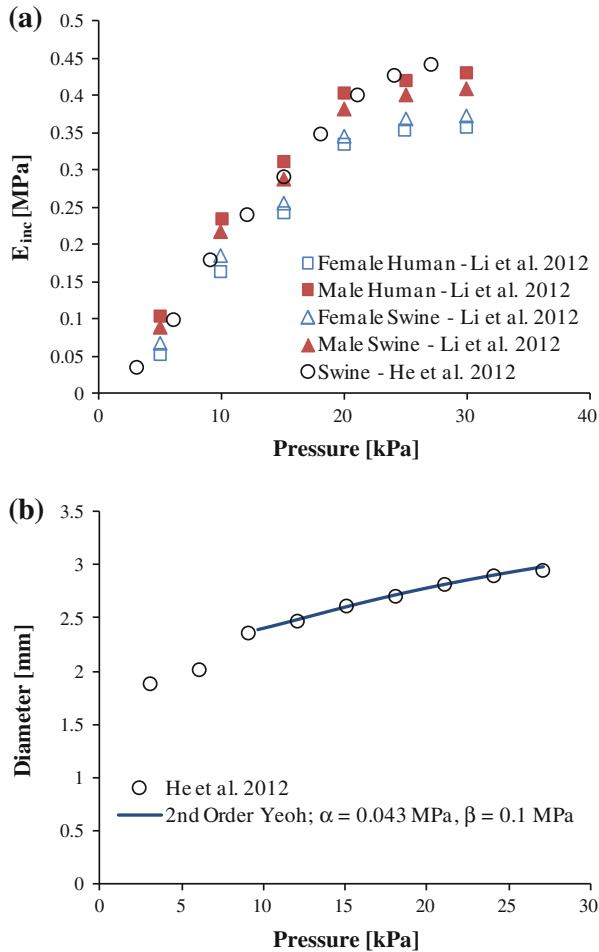 (a)
0.5
0.45
0.4
0.35
0.3
0.25
0.2
0.15
0.1
0.05
0
E_inc [MPa]
Female Human - Li et al. 2012
Male Human - Li et al. 2012
Female Swine - Li et al. 2012
Male Swine - Li et al. 2012
Swine - He et al. 2012
0 10 20 30 40
Pressure [kPa]
(b)
3.5
3
2.5
2
1.5
1
0.5
0
Diameter [mm]
He et al. 2012
2nd Order Yeoh; α = 0.043 MPa, β = 0.1 MPa
0 5 10 15 20 25 30
Pressure [kPa]